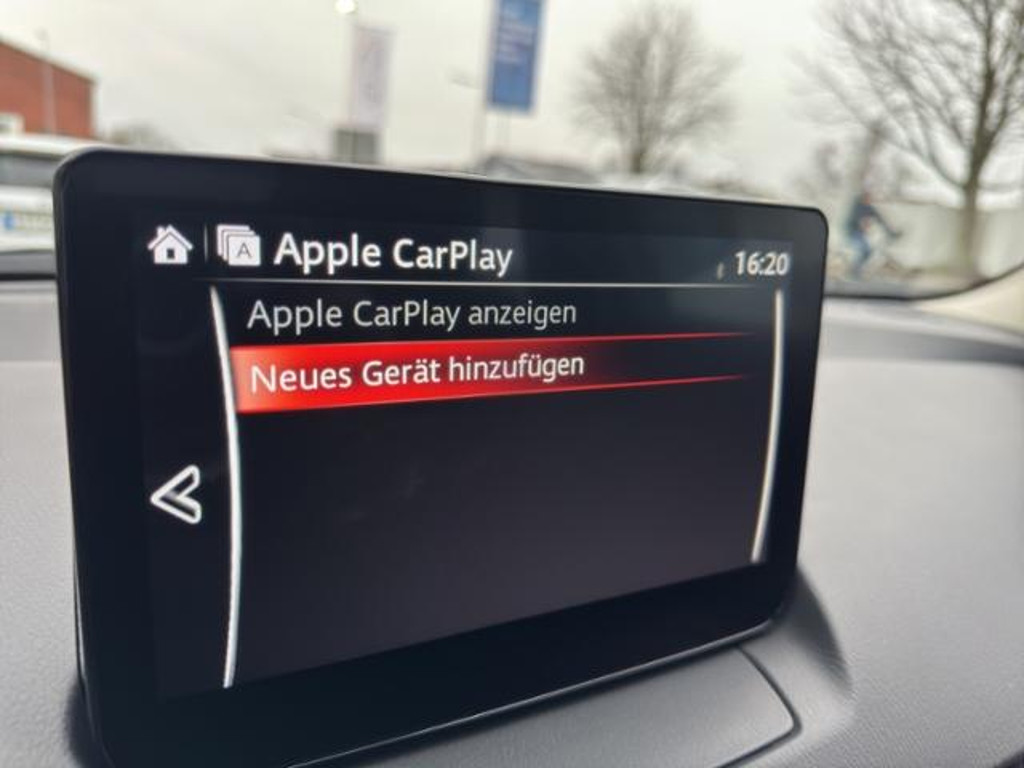 A Apple CarPlay 16:20
Apple CarPlay anzeigen
Neues Gerät hinzufügen